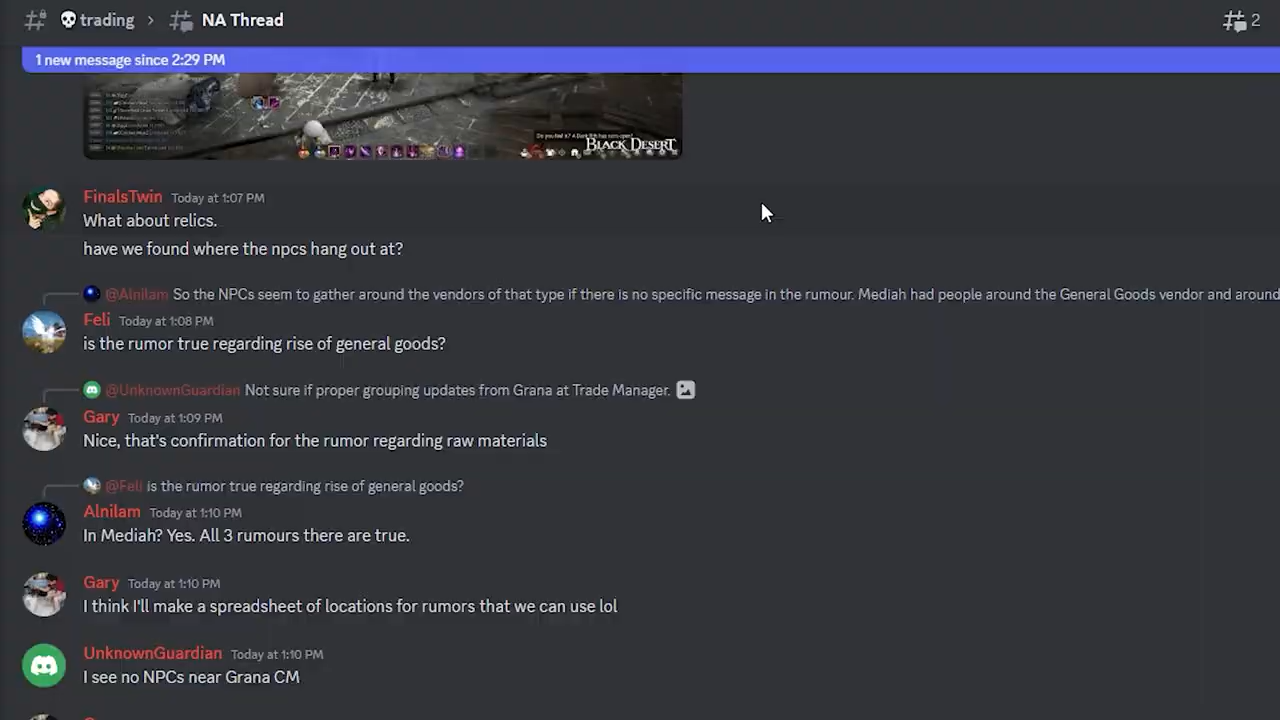 trading > NA Thread
2
1 new message since 2:29 PM
BLACK DESERT
FinalsTwin Today at 1:07 PM
What about relics.
have we found where the npcs hang out at?
@Alnilam So the NPCs seem to gather around the vendors of that type if there is no specific message in the rumour. Mediah had people around the General Goods vendor and around
Feli Today at 1:08 PM
is the rumor true regarding rise of general goods?
@UnknownGuardian Not sure if proper grouping updates from Grana at Trade Manager.
Gary Today at 1:09 PM
Nice, that's confirmation for the rumor regarding raw materials
@Feli is the rumor true regarding rise of general goods?
Alnilam Today at 1:10 PM
In Mediah? Yes. All 3 rumours there are true.
Gary Today at 1:10 PM
I think I'll make a spreadsheet of locations for rumors that we can use lol
UnknownGuardian Today at 1:10 PM
I see no NPCs near Grana CM